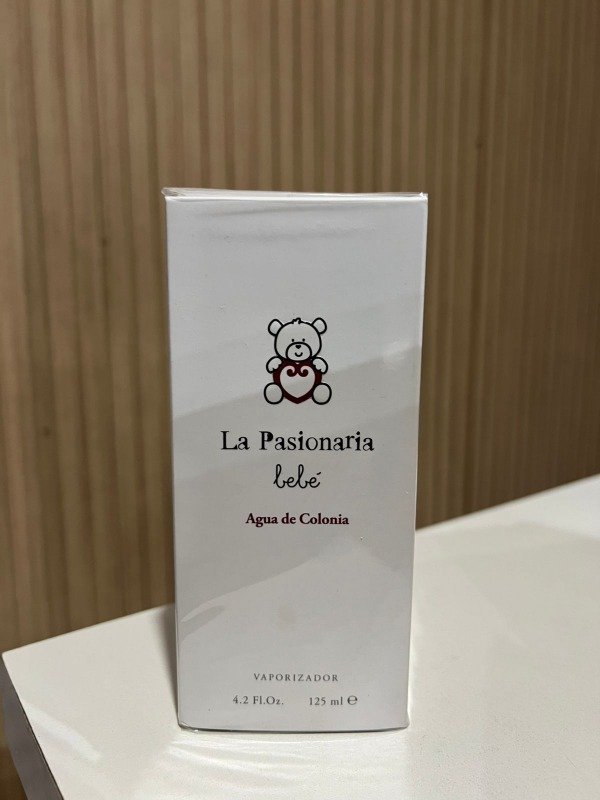 La Pasionaria
bebé
Agua de Colonia
VAPORIZADOR
4.2 Fl.Oz. 125 ml ℮